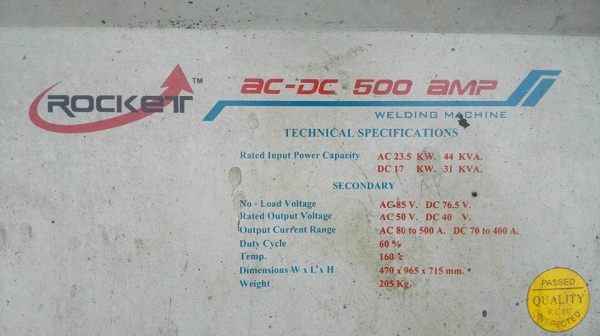 ROCKET TM
ac-DC 500 amp
WELDING MACHINE
TECHNICAL SPECIFICATIONS
Rated Input Power Capacity AC 23.5 KW. 44 KVA.
DC 17 KW. 31 KVA.
SECONDARY
No - Load Voltage AC 85 V. DC 76.5 V.
Rated Output Voltage AC 50 V. DC 40 V.
Output Current Range AC 80 to 500 A. DC 70 to 400 A.
Duty Cycle 60 %
Temp. 160 °c
Dimensions W x L x H 470 x 965 x 715 mm.
Weight 205 Kg.
PASSED
QUALITY
INSPECTED